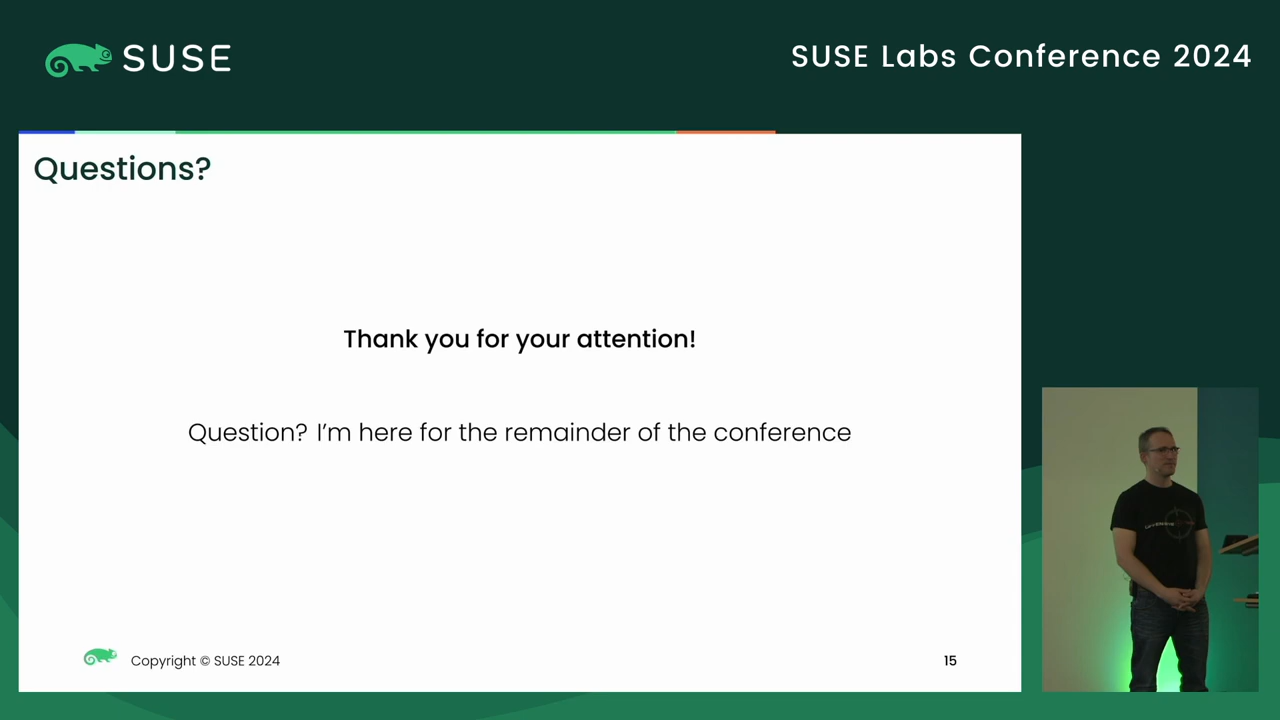 SUSE
SUSE Labs Conference 2024
Questions?
Thank you for your attention!
Question? I'm here for the remainder of the conference
Copyright © SUSE 2024
15